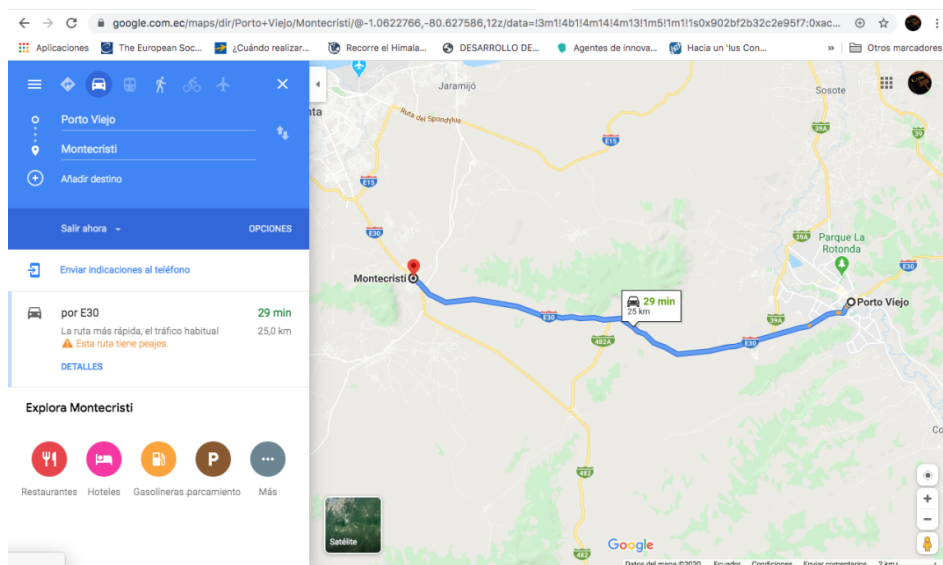 google.com.ec/maps/dir/Porto+Viejo/Montecristi/@-1.0622766,-80.627586,12z/data=!3m1!4b1!4m14!4m13!1m5!1m1!1s0x902bf2b32c2e95f7:0xac...
Aplicaciones The European Soc... ¿Cuándo realizar... Recorre el Himala... DESARROLLO DE... Agentes de innova... Hacia un 'Ius Con... » Otros marcadores
Porto Viejo
Montecristi
Añadir destino
Salir ahora OPCIONES
Enviar indicaciones al teléfono
por E30 29 min
La ruta más rápida, el tráfico habitual 25,0 km
Esta ruta tiene peajes.
DETALLES
Explora Montecristi
P
Restaurantes Hoteles Gasolineras parcamiento Más
Jaramijó
Sosote
nta
Ruta del Spondylus
39A
39
E15
E15
E30
39A
Parque La
Rotonda
E30
Montecristi
29 min
25 km
Porto Viejo
E30
39A
482A
E30
Co
482
Satélite
Google
482
Datos del mapa ©2020 Ecuador Condiciones Enviar comentarios 2 km